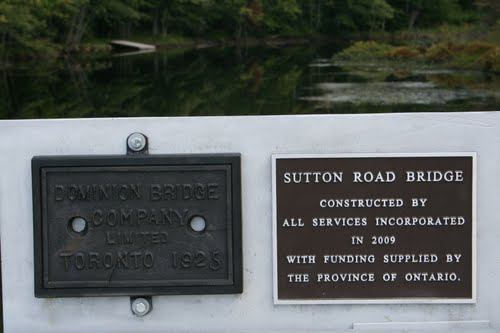 DOMINION BRIDGE
COMPANY
LIMITED
TORONTO 1923
SUTTON ROAD BRIDGE
CONSTRUCTED BY
ALL SERVICES INCORPORATED
IN 2009
WITH FUNDING SUPPLIED BY
THE PROVINCE OF ONTARIO.